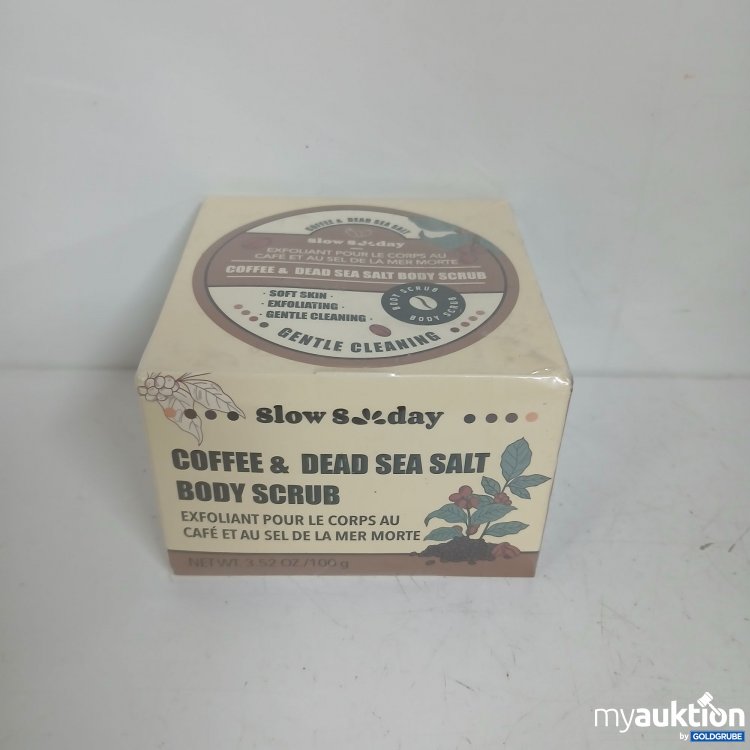 COFFEE & DEAD SEA SALT
Slow Sunday
EXFOLIANT POUR LE CORPS AU
CAFÉ ET AU SEL DE LA MER MORTE
COFFEE & DEAD SEA SALT BODY SCRUB
· SOFT SKIN ·
· EXFOLIATING ·
· GENTLE CLEANING ·
BODY SCRUB
BODY SCRUB
GENTLE CLEANING
Slow Sunday
COFFEE & DEAD SEA SALT
BODY SCRUB
EXFOLIANT POUR LE CORPS AU
CAFÉ ET AU SEL DE LA MER MORTE
NET WT. 3.52 OZ /100 g
myauktion
by GOLDGRUBE